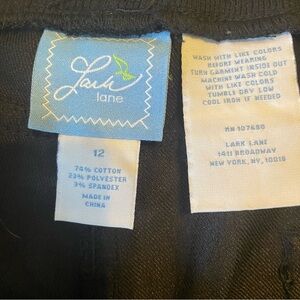 Lark
lane
12
74% COTTON
23% POLYESTER
3% SPANDEX
MADE IN
CHINA
WASH WITH LIKE COLORS
BEFORE WEARING
TURN GARMENT INSIDE OUT
MACHINE WASH COLD
WITH LIKE COLORS
TUMBLE DRY LOW
COOL IRON IF NEEDED
RN 107680
LARK LANE
1411 BROADWAY
NEW YORK, NY, 10018